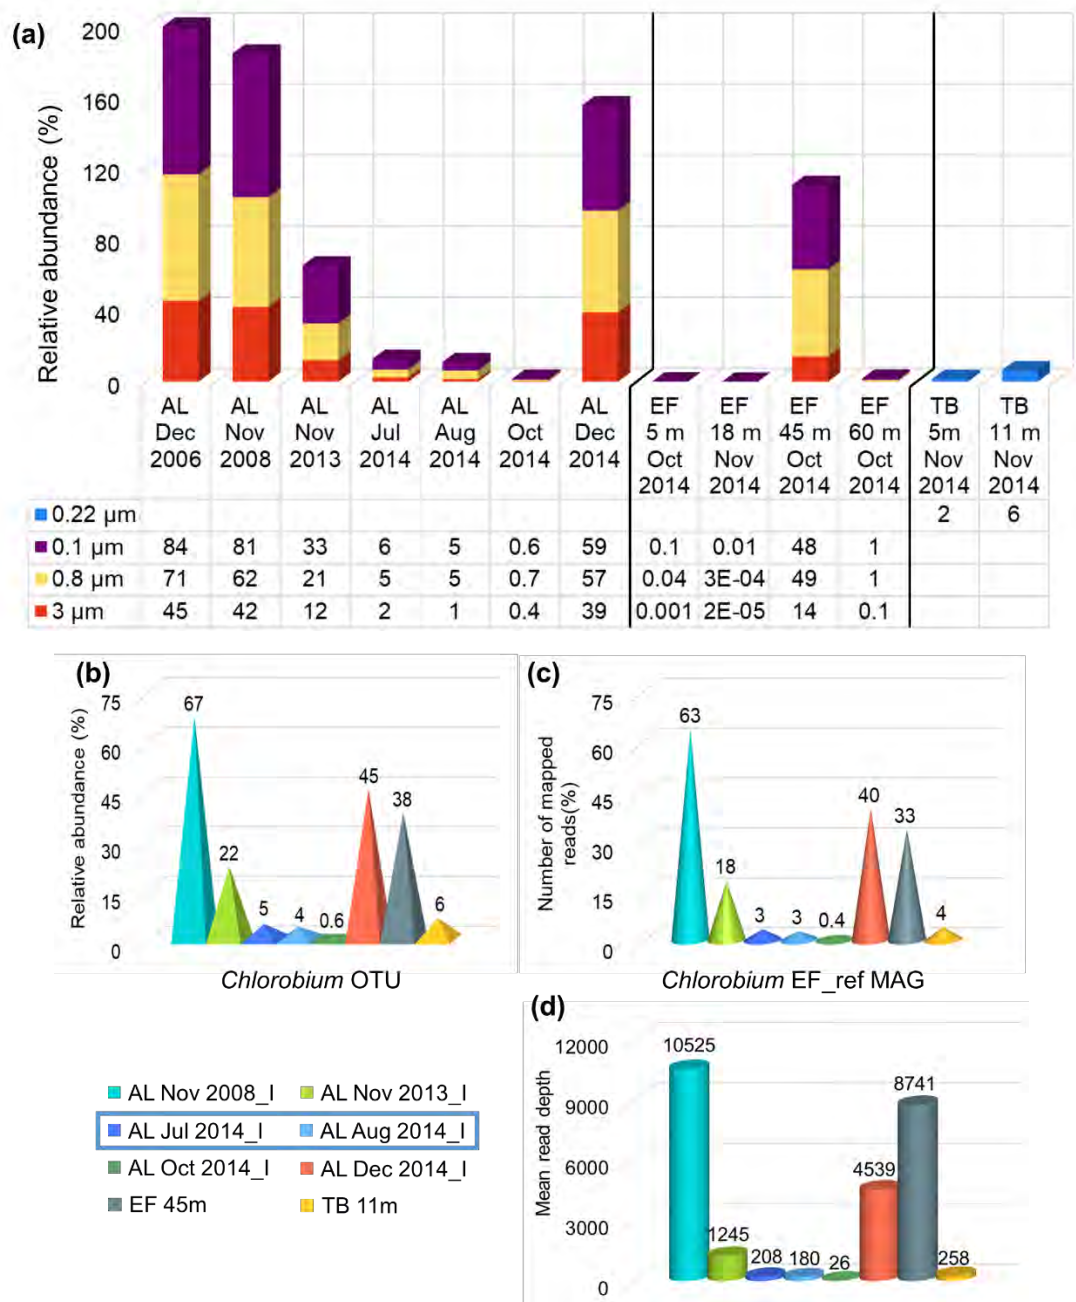 (a)
Relative abundance (%)
200
160
120
80
40
0
AL Dec 2006
AL Nov 2008
AL Nov 2013
AL Jul 2014
AL Aug 2014
AL Oct 2014
AL Dec 2014
EF 5 m Oct 2014
EF 18 m Nov 2014
EF 45 m Oct 2014
EF 60 m Oct 2014
TB 5m Nov 2014
TB 11 m Nov 2014
0.22 µm 2 6
0.1 µm 84 81 33 6 5 0.6 59 0.1 0.01 48 1
0.8 µm 71 62 21 5 5 0.7 57 0.04 3E-04 49 1
3 µm 45 42 12 2 1 0.4 39 0.001 2E-05 14 0.1
(b)
Relative abundance (%)
75
60
45
30
15
0
67
22
5
4
0.6
45
38
6
Chlorobium OTU
(c)
Number of mapped
reads(%)
75
60
45
30
15
0
63
18
3
3
0.4
40
33
4
Chlorobium EF_ref MAG
(d)
Mean read depth
12000
9000
6000
3000
0
10525
1245
208
180
26
4539
8741
258
AL Nov 2008_I AL Nov 2013_I
AL Jul 2014_I AL Aug 2014_I
AL Oct 2014_I AL Dec 2014_I
EF 45m TB 11m